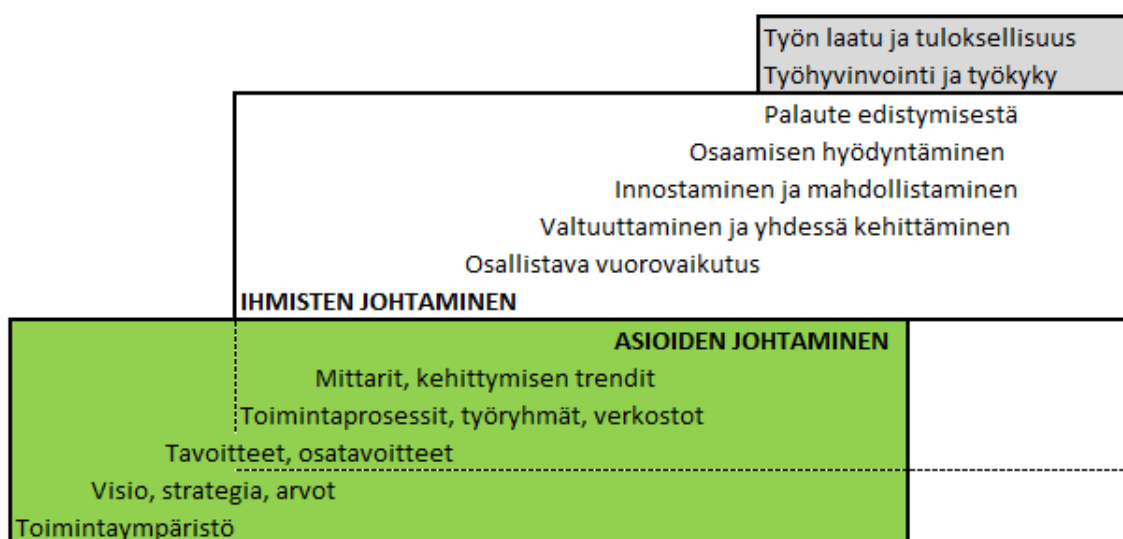 Työn laatu ja tuloksellisuus
Työhyvinvointi ja työkyky
Palaute edistymisestä
Osaamisen hyödyntäminen
Innostaminen ja mahdollistaminen
Valtuuttaminen ja yhdessä kehittäminen
Osallistava vuorovaikutus
IHMISTEN JOHTAMINEN
ASIOIDEN JOHTAMINEN
Mittarit, kehittymisen trendit
Toimintaprosessit, työryhmät, verkostot
Tavoitteet, osatavoitteet
Visio, strategia, arvot
Toimintaympäristö